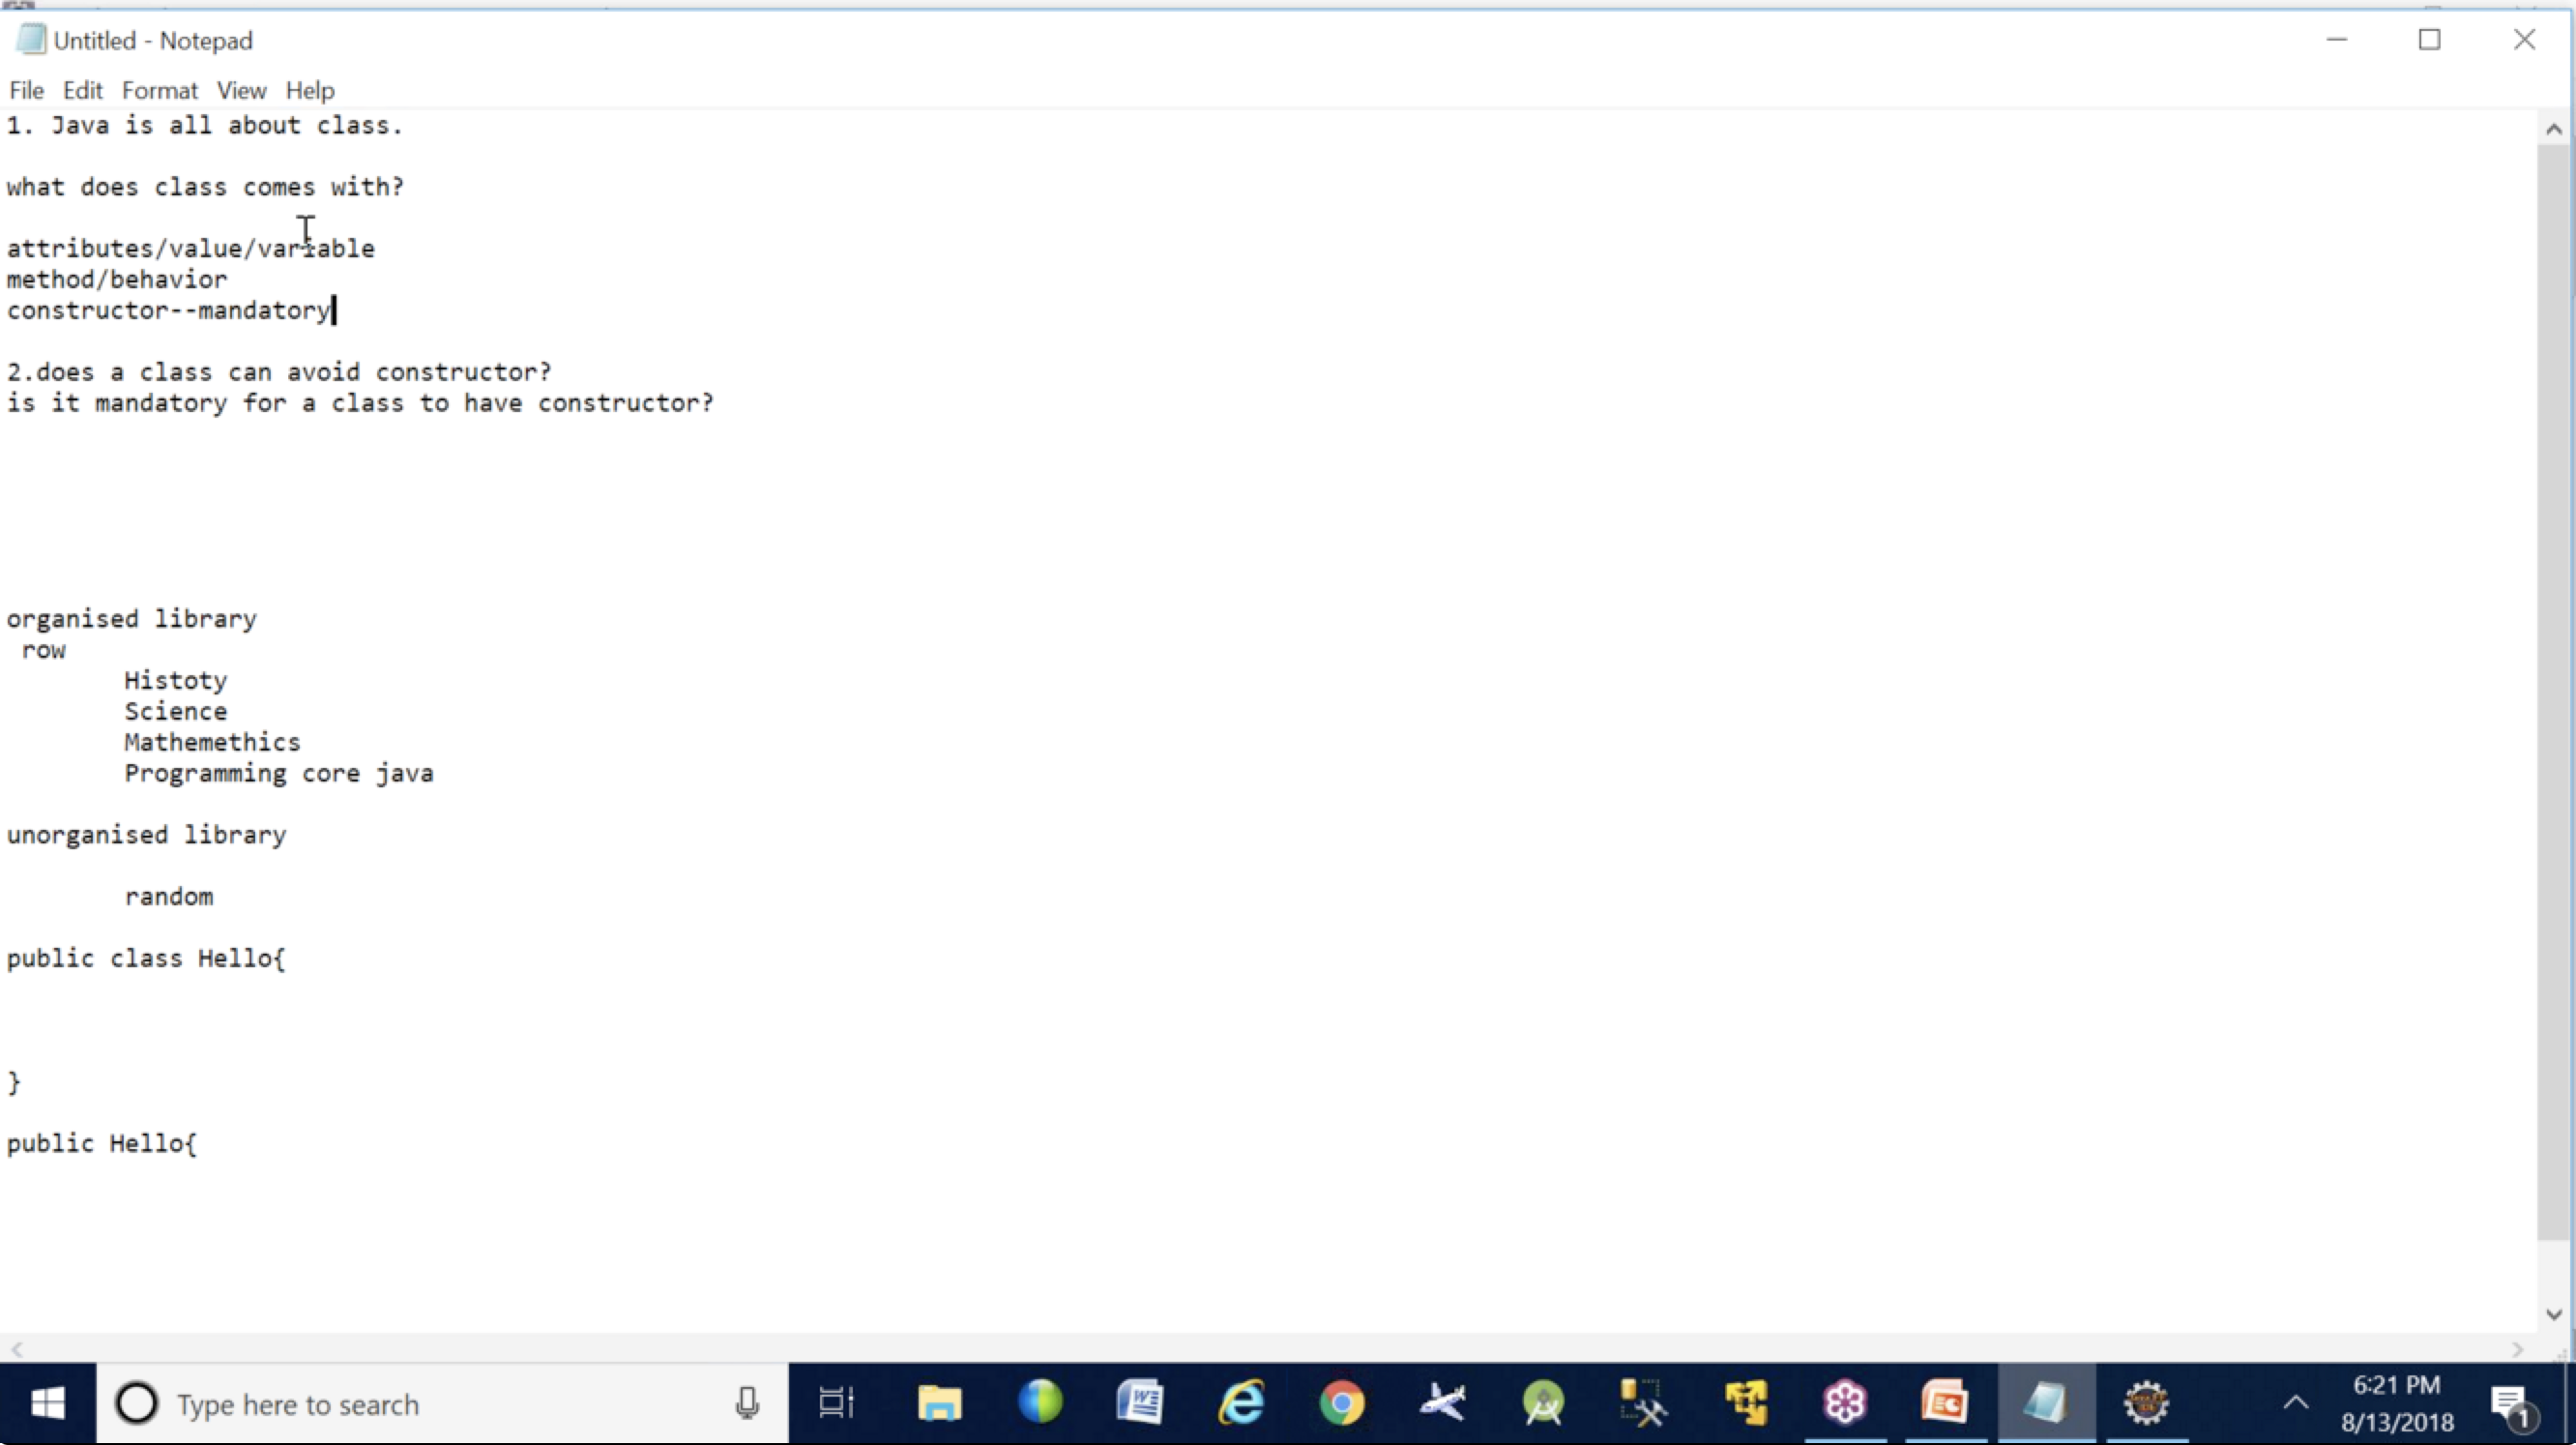 Untitled - Notepad
File Edit Format View Help
1. Java is all about class.
what does class comes with?
attributes/value/variable
method/behavior
constructor--mandatory
2.does a class can avoid constructor?
is it mandatory for a class to have constructor?
organised library
row
Histoty
Science
Mathemethics
Programming core java
unorganised library
random
public class Hello{
}
public Hello{
Type here to search
6:21 PM
8/13/2018
1